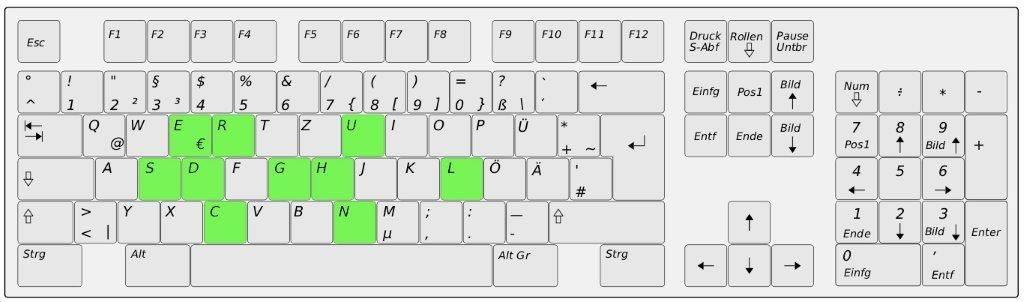 Esc F1 F2 F3 F4 F5 F6 F7 F8 F9 F10 F11 F12 Druck Rollen Pause
S-Abf ⇩ Untbr
° ! " § $ % & / ( ) = ? ` ← Einfg Pos1 Bild ↑ Num ⇩ ÷ * -
^ 1 2 ² 3 ³ 4 5 6 7 { 8 [ 9 ] 0 } ß \ ´
Q W E R T Z U I O P Ü * Entf Ende Bild ↓ 7 8 9 +
@ € + ~ ↵ Pos1 ↑ Bild ↑
⇩ A S D F G H J K L Ö Ä ' 4 5 6
# ← →
⇧ > Y X C V B N M ; : — ⇧ ↑ 1 2 3 Enter
< | µ , . - Ende ↓ Bild ↓
Strg Alt Alt Gr Strg ← ↓ → 0 ,
Einfg Entf